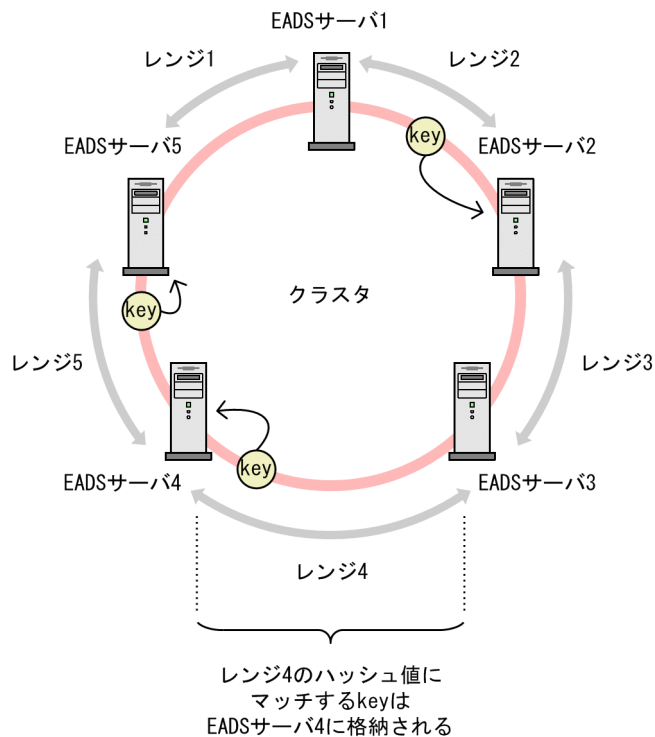 EADSサーバ1
レンジ1
レンジ2
key
EADSサーバ5
EADSサーバ2
クラスタ
key
レンジ5
レンジ3
key
EADSサーバ4
EADSサーバ3
レンジ4
レンジ4のハッシュ値に
マッチするkeyは
EADSサーバ4に格納される